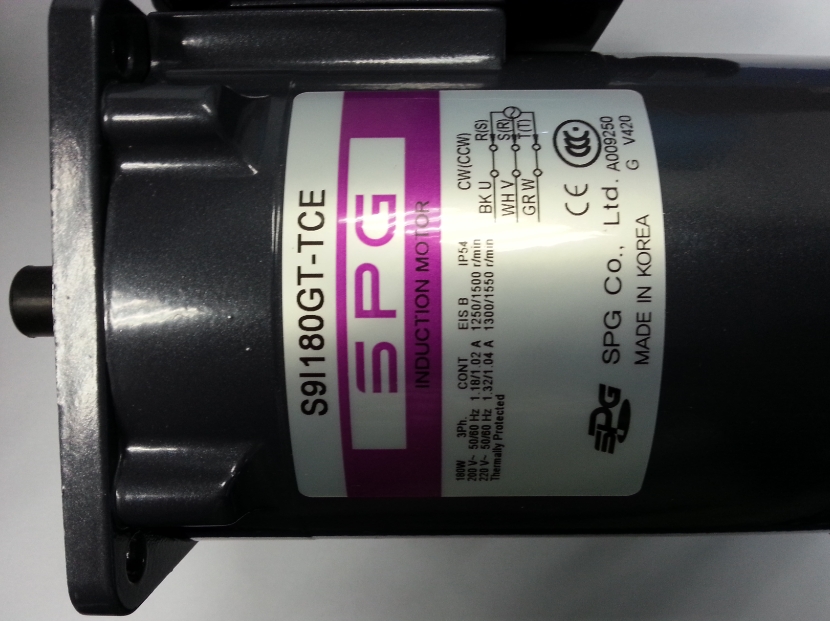 S9I180GT-TCE
SPG
INDUCTION MOTOR
180W 3Ph. CONT EIS B IP54
200 V~ 50/60 Hz 1.18/1.02 A 1250/1500 r/min
220 V~ 50/60 Hz 1.32/1.04 A 1300/1550 r/min
Thermally Protected
CW(CCW)
BK U R(S)
WH V S(R)
GR W T(T)
CE CCC
A009250
G V420
SPG SPG Co., Ltd.
MADE IN KOREA